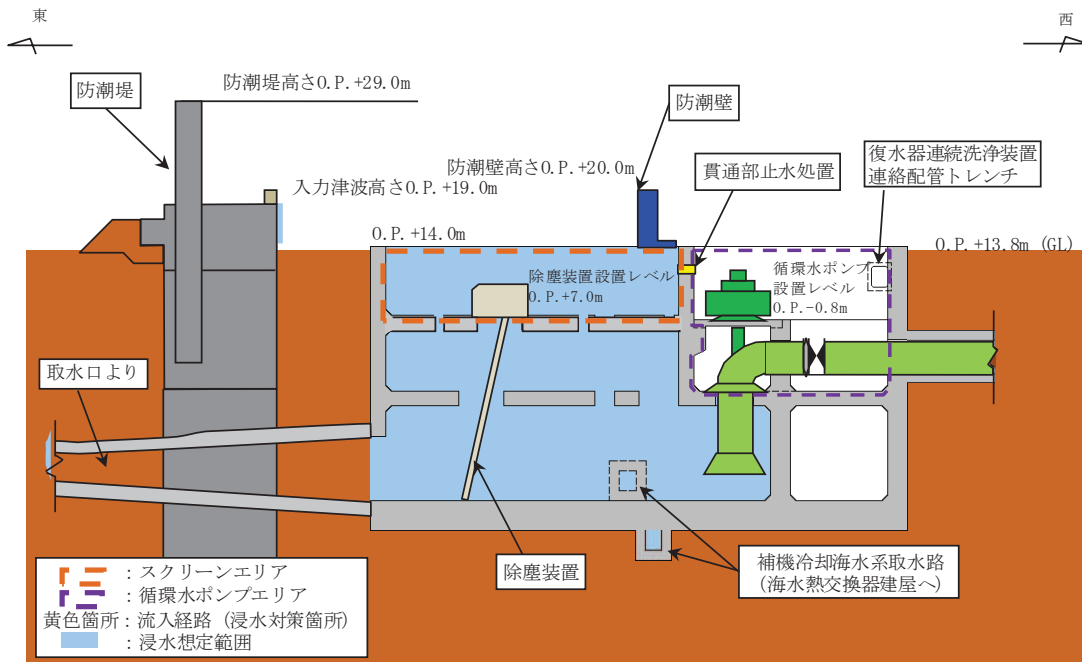 東
西
防潮堤
防潮堤高さO.P.+29.0m
防潮壁
防潮壁高さO.P.+20.0m
貫通部止水処置
復水器連続洗浄装置
連絡配管トレンチ
入力津波高さO.P.+19.0m
O.P.+14.0m
O.P.+13.8m (GL)
除塵装置設置レベル
O.P.+7.0m
循環水ポンプ
設置レベル
O.P.-0.8m
取水口より
除塵装置
補機冷却海水系取水路
(海水熱交換器建屋へ)
：スクリーンエリア
：循環水ポンプエリア
黄色箇所：流入経路（浸水対策箇所）
：浸水想定範囲